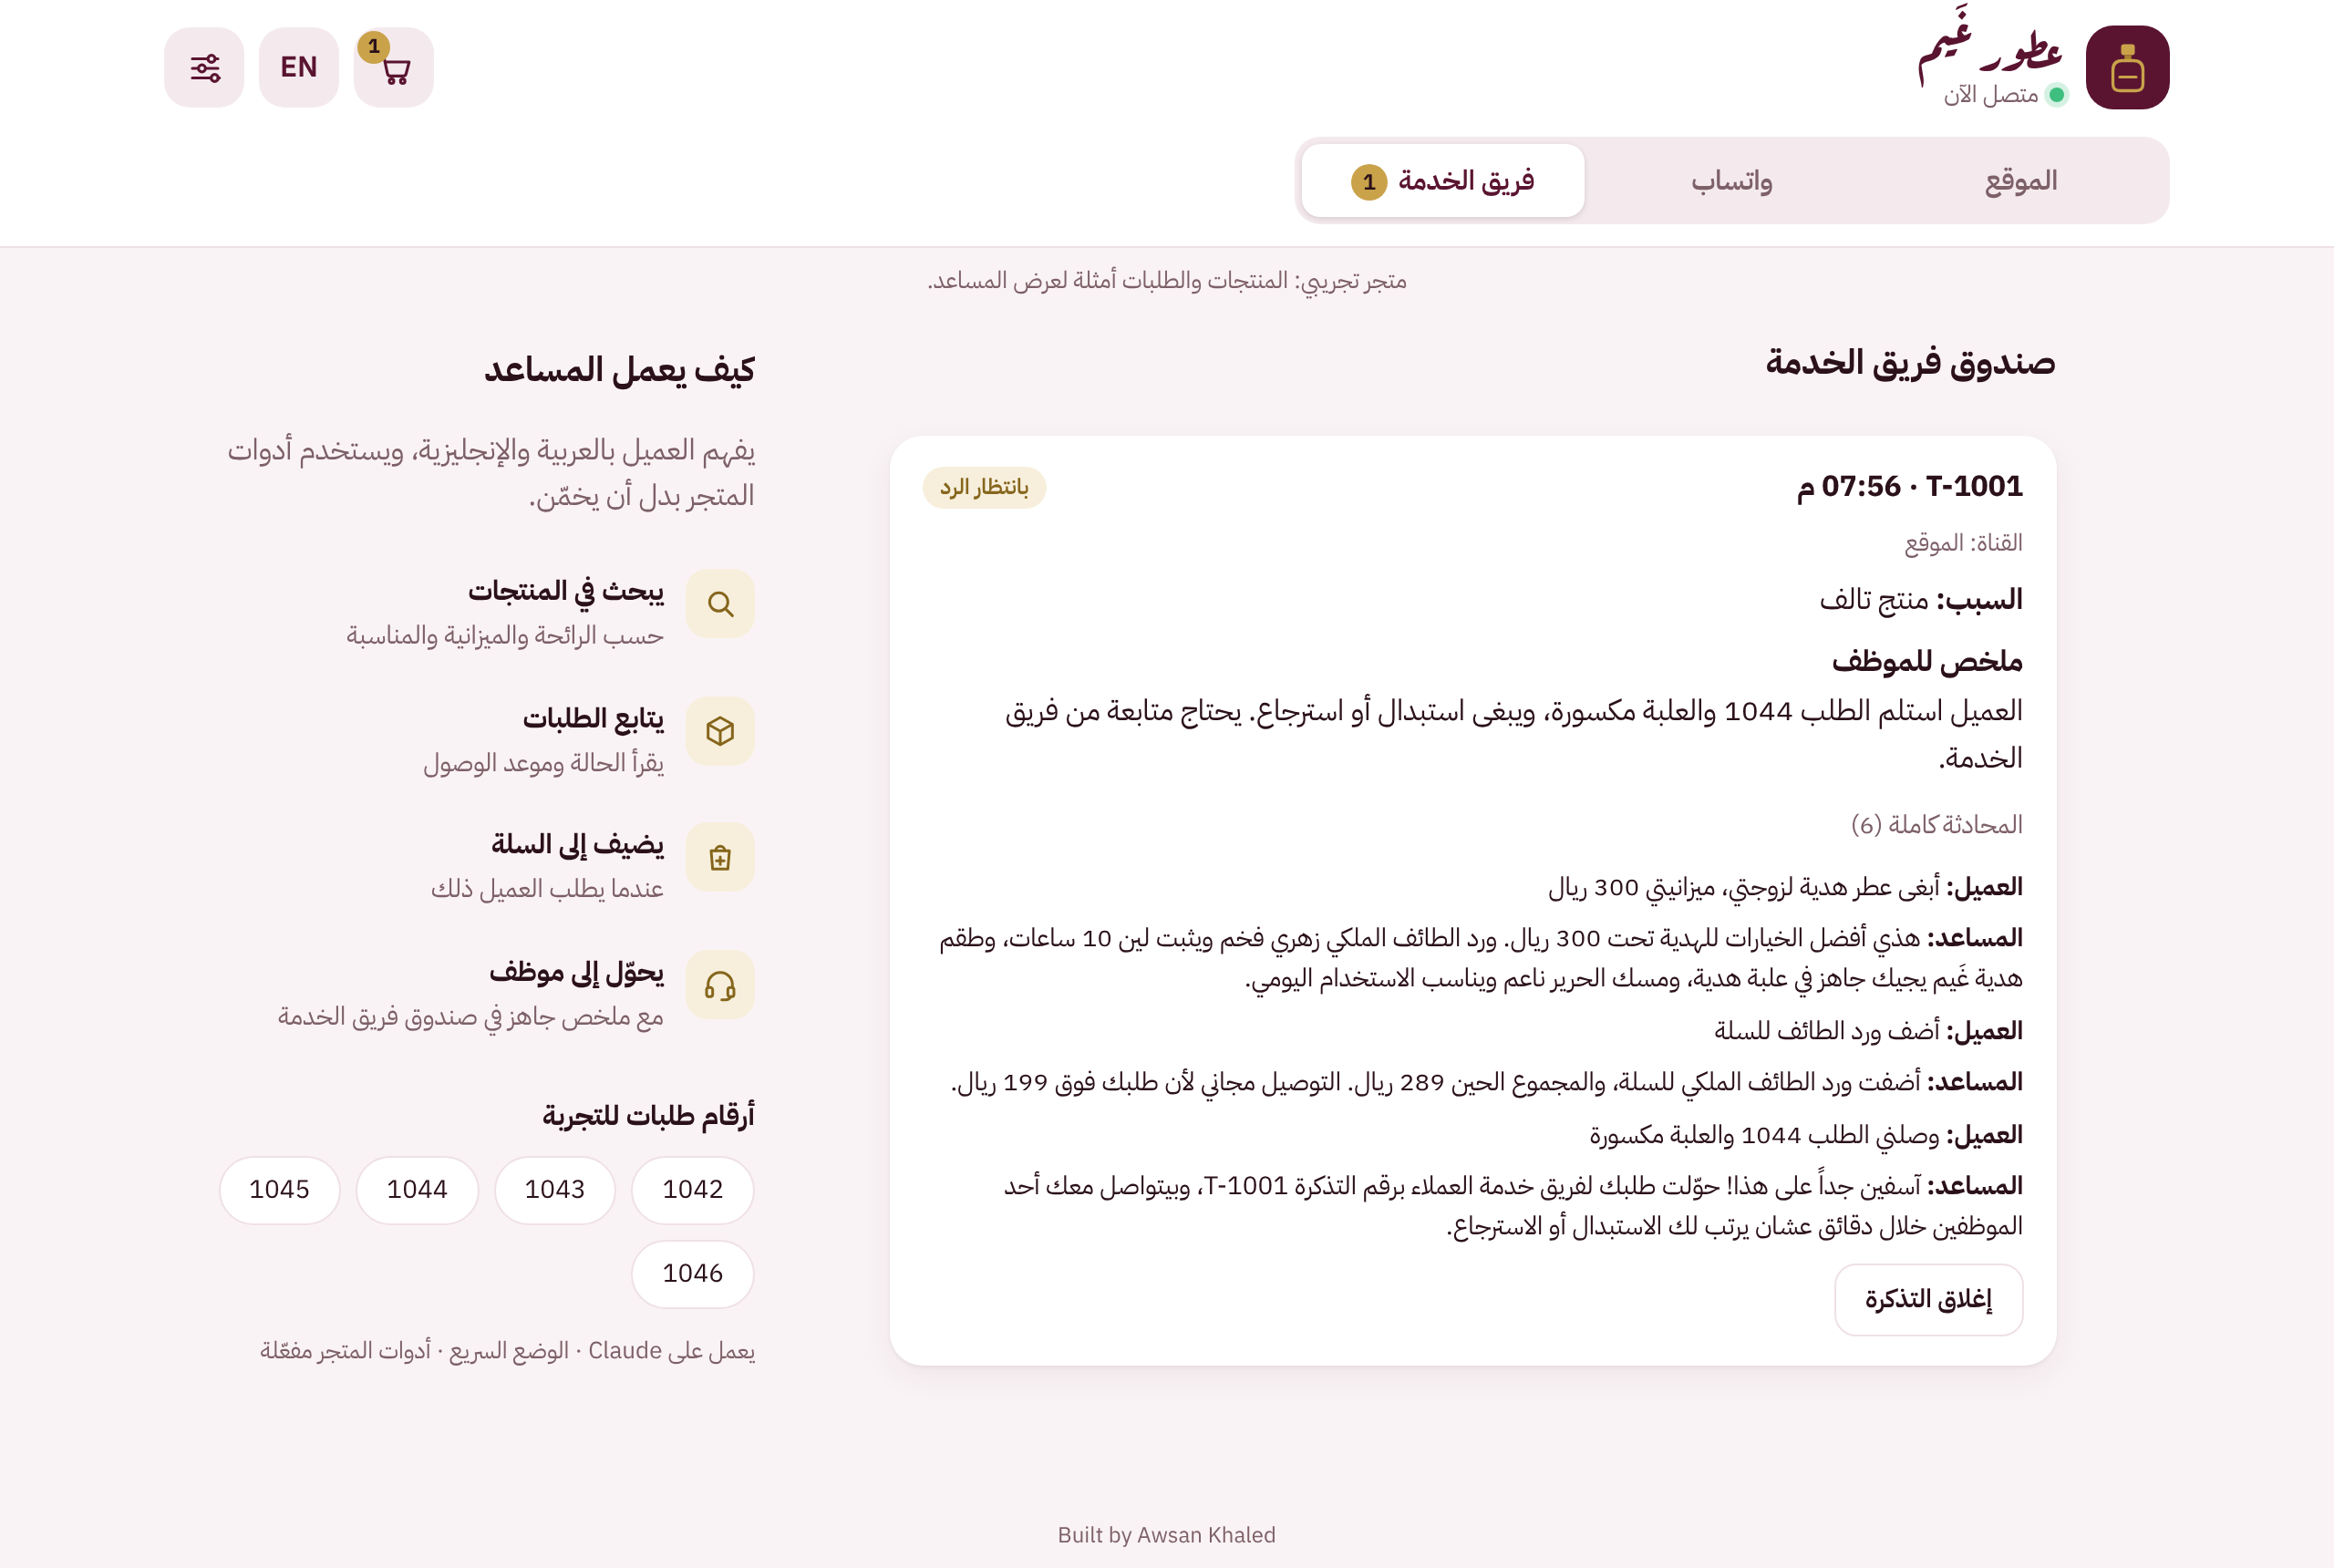 عطور غَيم
متصل الآن
1
EN
الموقع
واتساب
فريق الخدمة 1
متجر تجريبي: المنتجات والطلبات أمثلة لعرض المساعد.
صندوق فريق الخدمة
T-1001 · 07:56 م
بانتظار الرد
القناة: الموقع
السبب: منتج تالف
ملخص للموظف
العميل استلم الطلب 1044 والعلبة مكسورة، ويبغى استبدال أو استرجاع. يحتاج متابعة من فريق
الخدمة.
المحادثة كاملة (6)
العميل: أبغى عطر هدية لزوجتي، ميزانيتي 300 ريال
المساعد: هذي أفضل الخيارات للهدية تحت 300 ريال. ورد الطائف الملكي زهري فخم ويثبت لين 10 ساعات، وطقم
هدية غَيم يجيك جاهز في علبة هدية، ومسك الحرير ناعم ويناسب الاستخدام اليومي.
العميل: أضف ورد الطائف للسلة
المساعد: أضفت ورد الطائف الملكي للسلة، والمجموع الحين 289 ريال. التوصيل مجاني لأن طلبك فوق 199 ريال.
العميل: وصلني الطلب 1044 والعلبة مكسورة
المساعد: آسفين جداً على هذا! حوّلت طلبك لفريق خدمة العملاء برقم التذكرة T-1001، وبيتواصل معك أحد
الموظفين خلال دقائق عشان يرتب لك الاستبدال أو الاسترجاع.
إغلاق التذكرة
كيف يعمل المساعد
يفهم العميل بالعربية والإنجليزية، ويستخدم أدوات
المتجر بدل أن يخمّن.
يبحث في المنتجات
حسب الرائحة والميزانية والمناسبة
يتابع الطلبات
يقرأ الحالة وموعد الوصول
يضيف إلى السلة
عندما يطلب العميل ذلك
يحوّل إلى موظف
مع ملخص جاهز في صندوق فريق الخدمة
أرقام طلبات للتجربة
1042
1043
1044
1045
1046
يعمل على Claude · الوضع السريع · أدوات المتجر مفعّلة
Built by Awsan Khaled